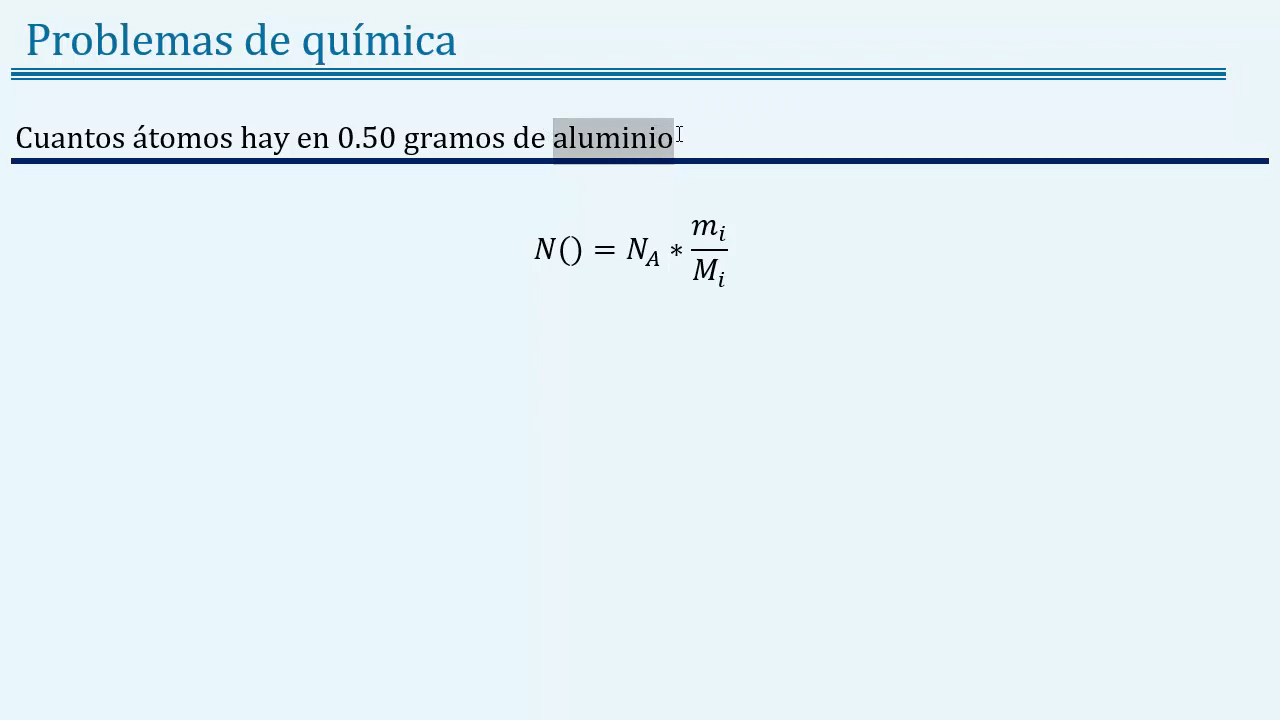 Problemas de química
Cuantos átomos hay en 0.50 gramos de aluminio
N() = N_A * m_i / M_i